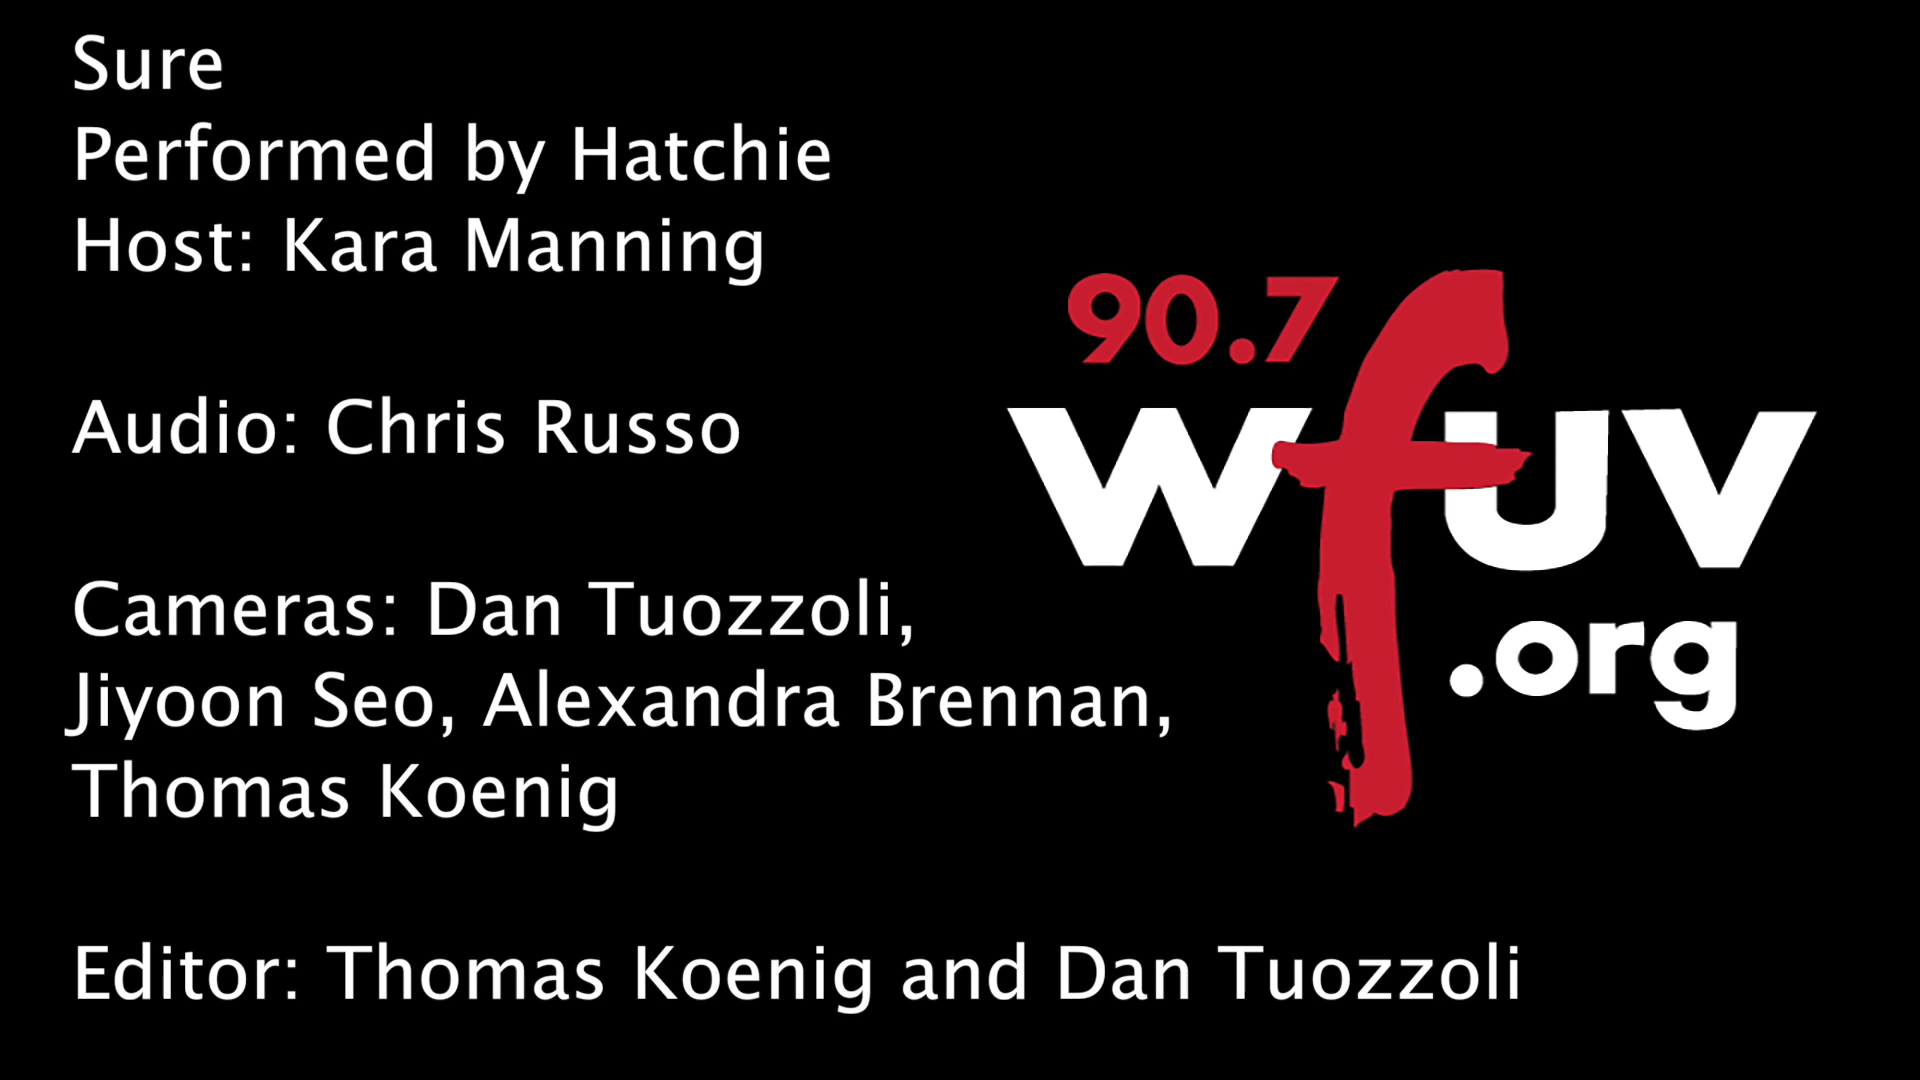 Sure
Performed by Hatchie
Host: Kara Manning
Audio: Chris Russo
Cameras: Dan Tuozzoli,
Jiyoon Seo, Alexandra Brennan,
Thomas Koenig
Editor: Thomas Koenig and Dan Tuozzoli
90.7
wfuv
.org